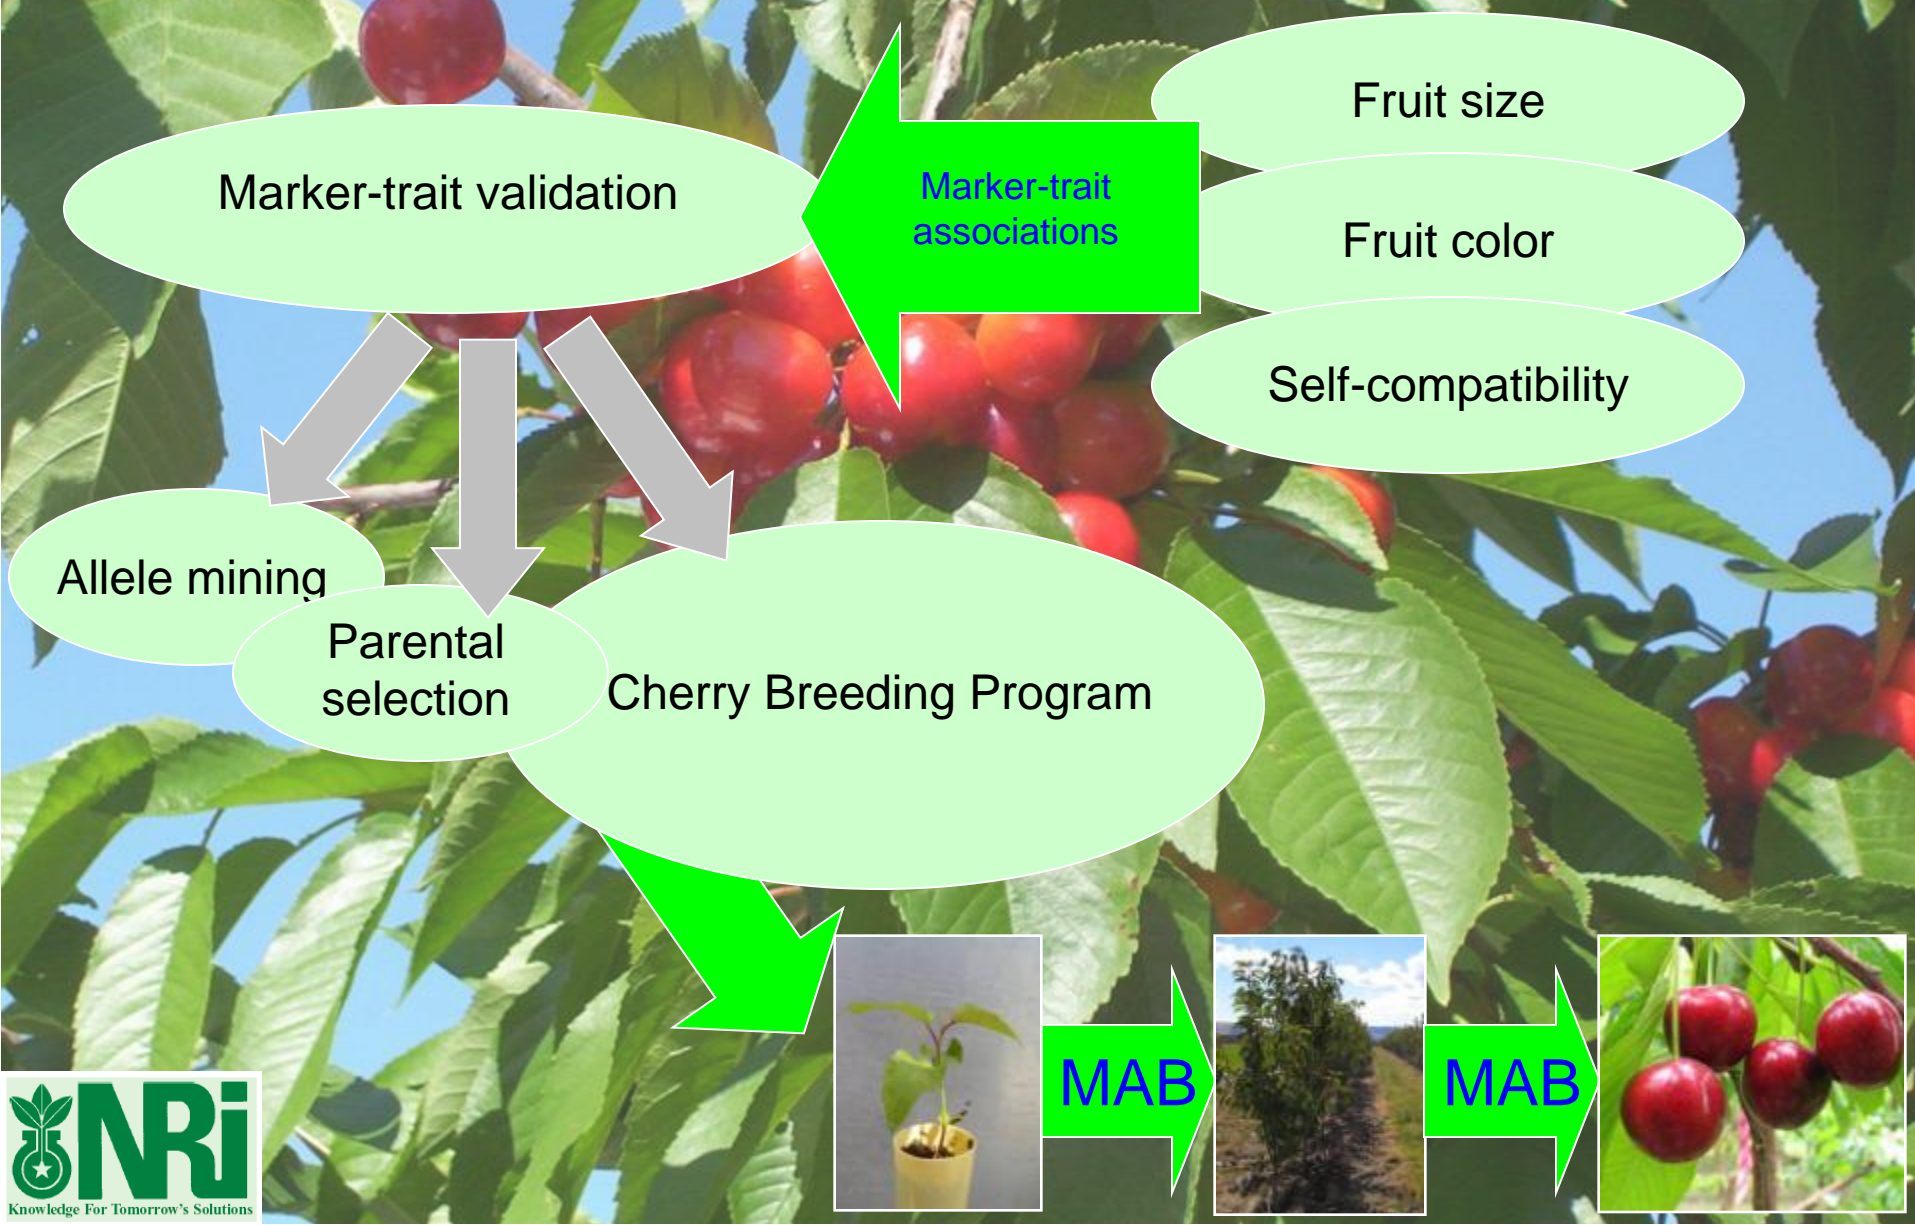 Fruit size
Marker-trait validation
Marker-trait
associations
Fruit color
Self-compatibility
Allele mining
Parental
selection
Cherry Breeding Program
MAB
MAB
NRi
Knowledge For Tomorrow's Solutions